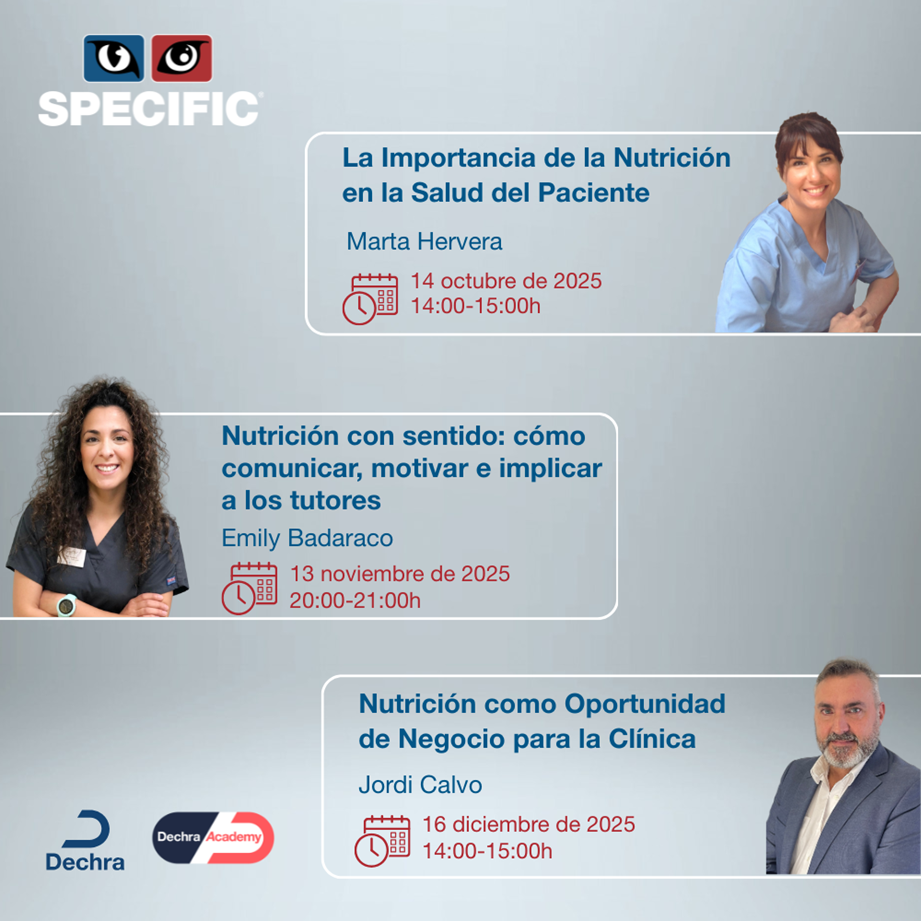 SPECIFIC
La Importancia de la Nutrición
en la Salud del Paciente
Marta Hervera
14 octubre de 2025
14:00-15:00h
Nutrición con sentido: cómo
comunicar, motivar e implicar
a los tutores
Emily Badaraco
13 noviembre de 2025
20:00-21:00h
Nutrición como Oportunidad
de Negocio para la Clínica
Jordi Calvo
16 diciembre de 2025
14:00-15:00h
Dechra
Dechra Academy